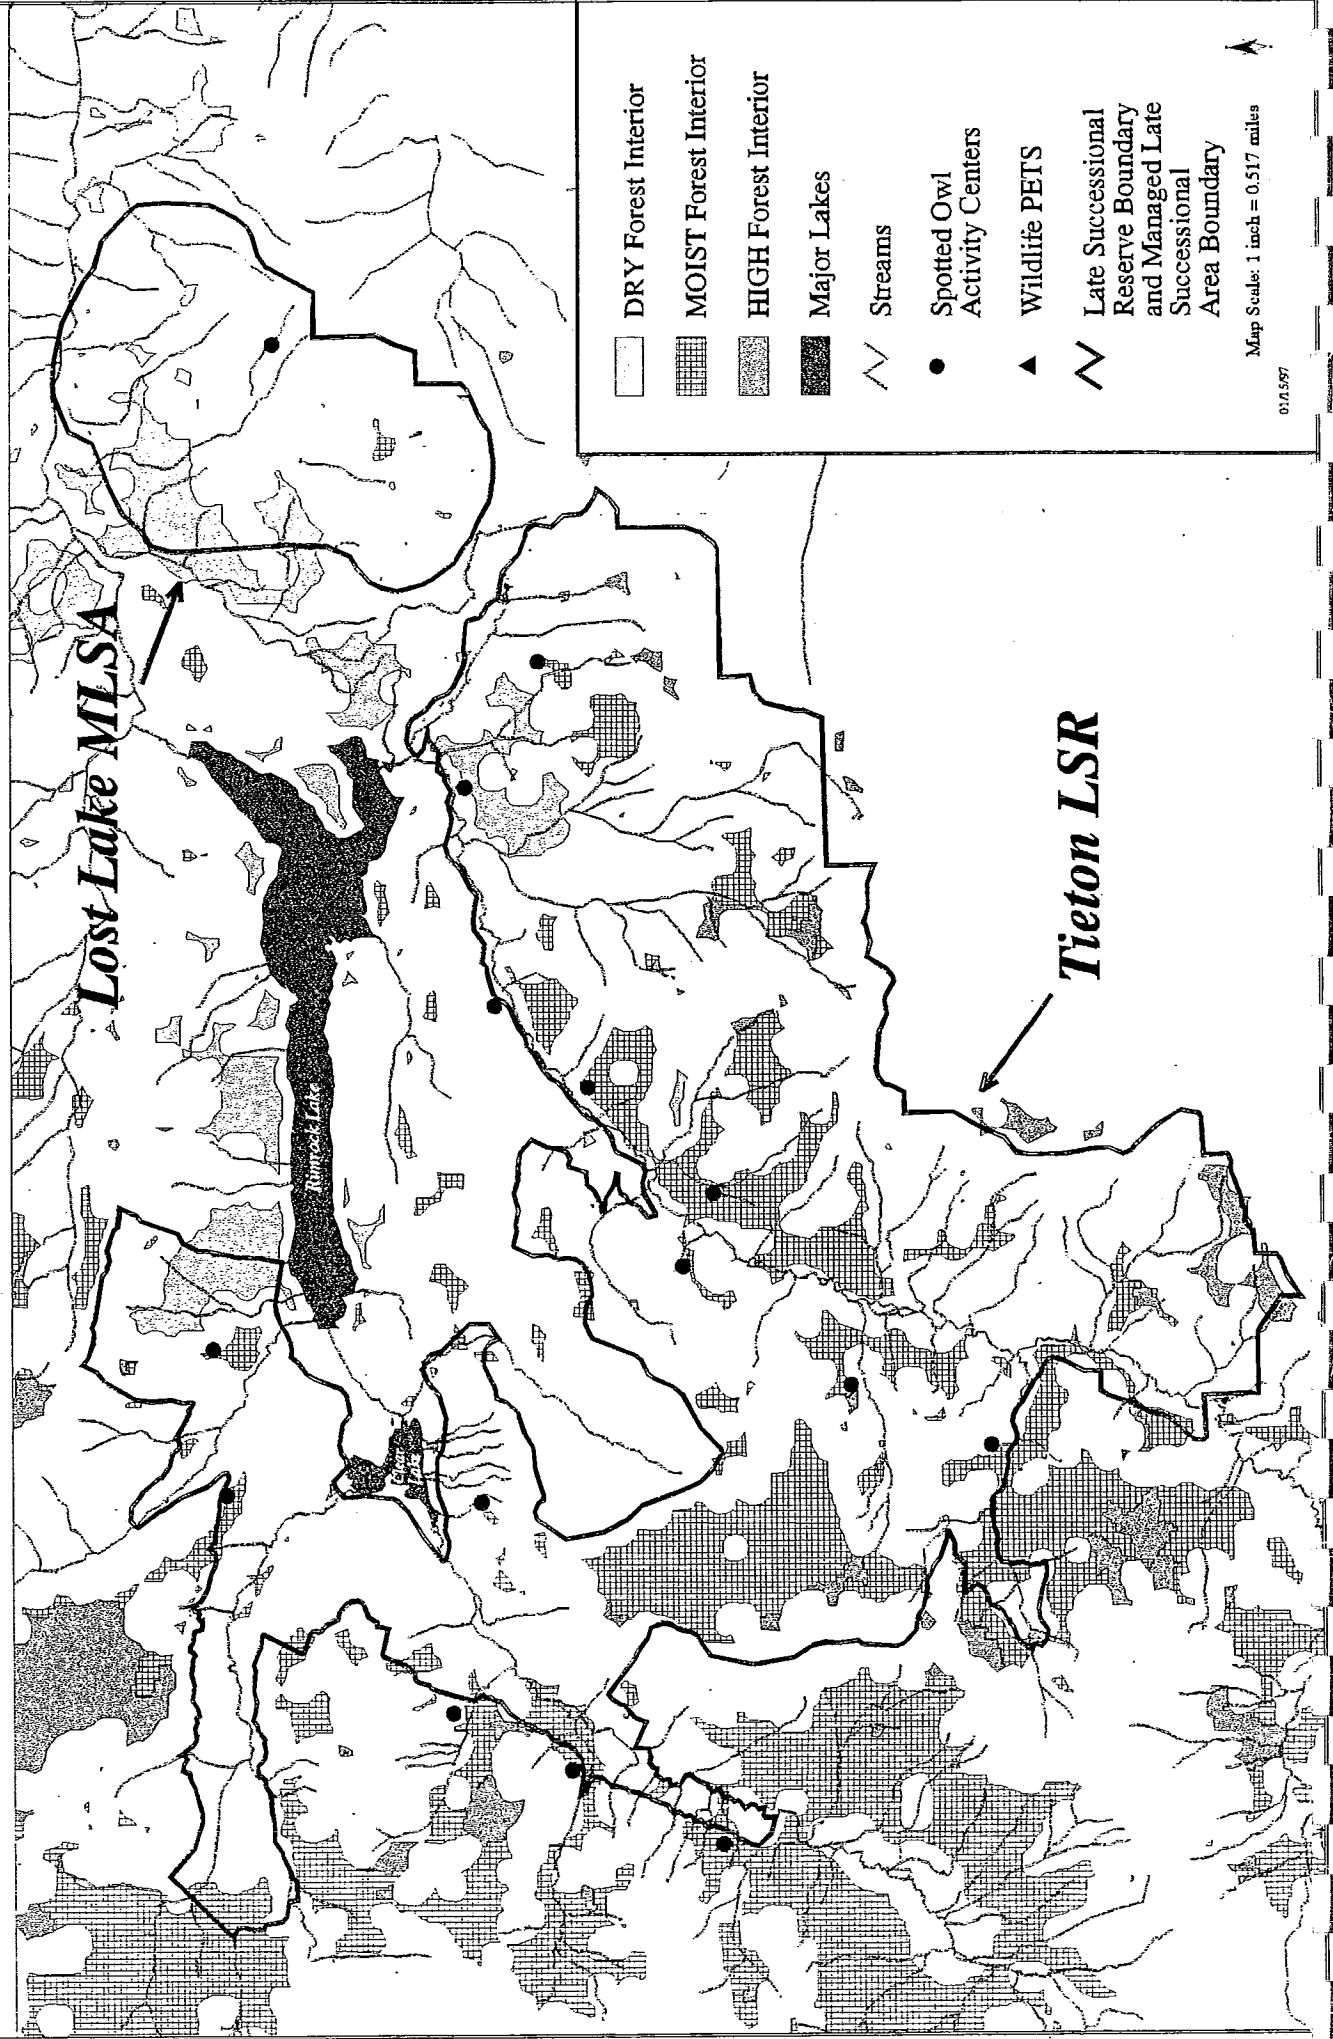 Lost Lake MLSA
Rimrock Lake
Tieton LSR
DRY Forest Interior
MOIST Forest Interior
HIGH Forest Interior
Major Lakes
Streams
Spotted Owl
Activity Centers
Wildlife PETS
Late Successional
Reserve Boundary
and Managed Late
Successional
Area Boundary
Map Scale: 1 inch = 0.517 miles
01/15/97